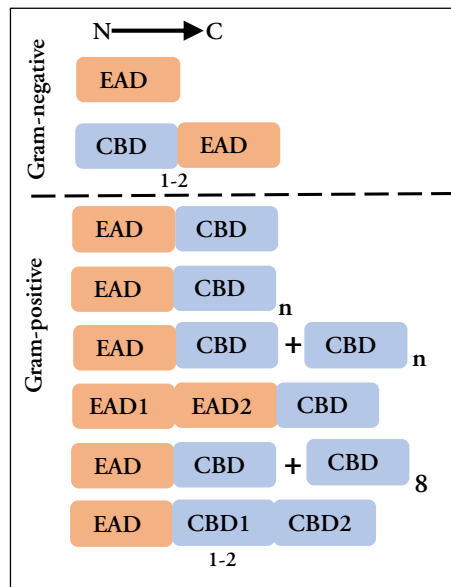 N C
Gram-negative
EAD
CBD EAD
1-2
Gram-positive
EAD CBD
EAD CBD n
EAD CBD + CBD n
EAD1 EAD2 CBD
EAD CBD + CBD 8
EAD CBD1 CBD2
1-2